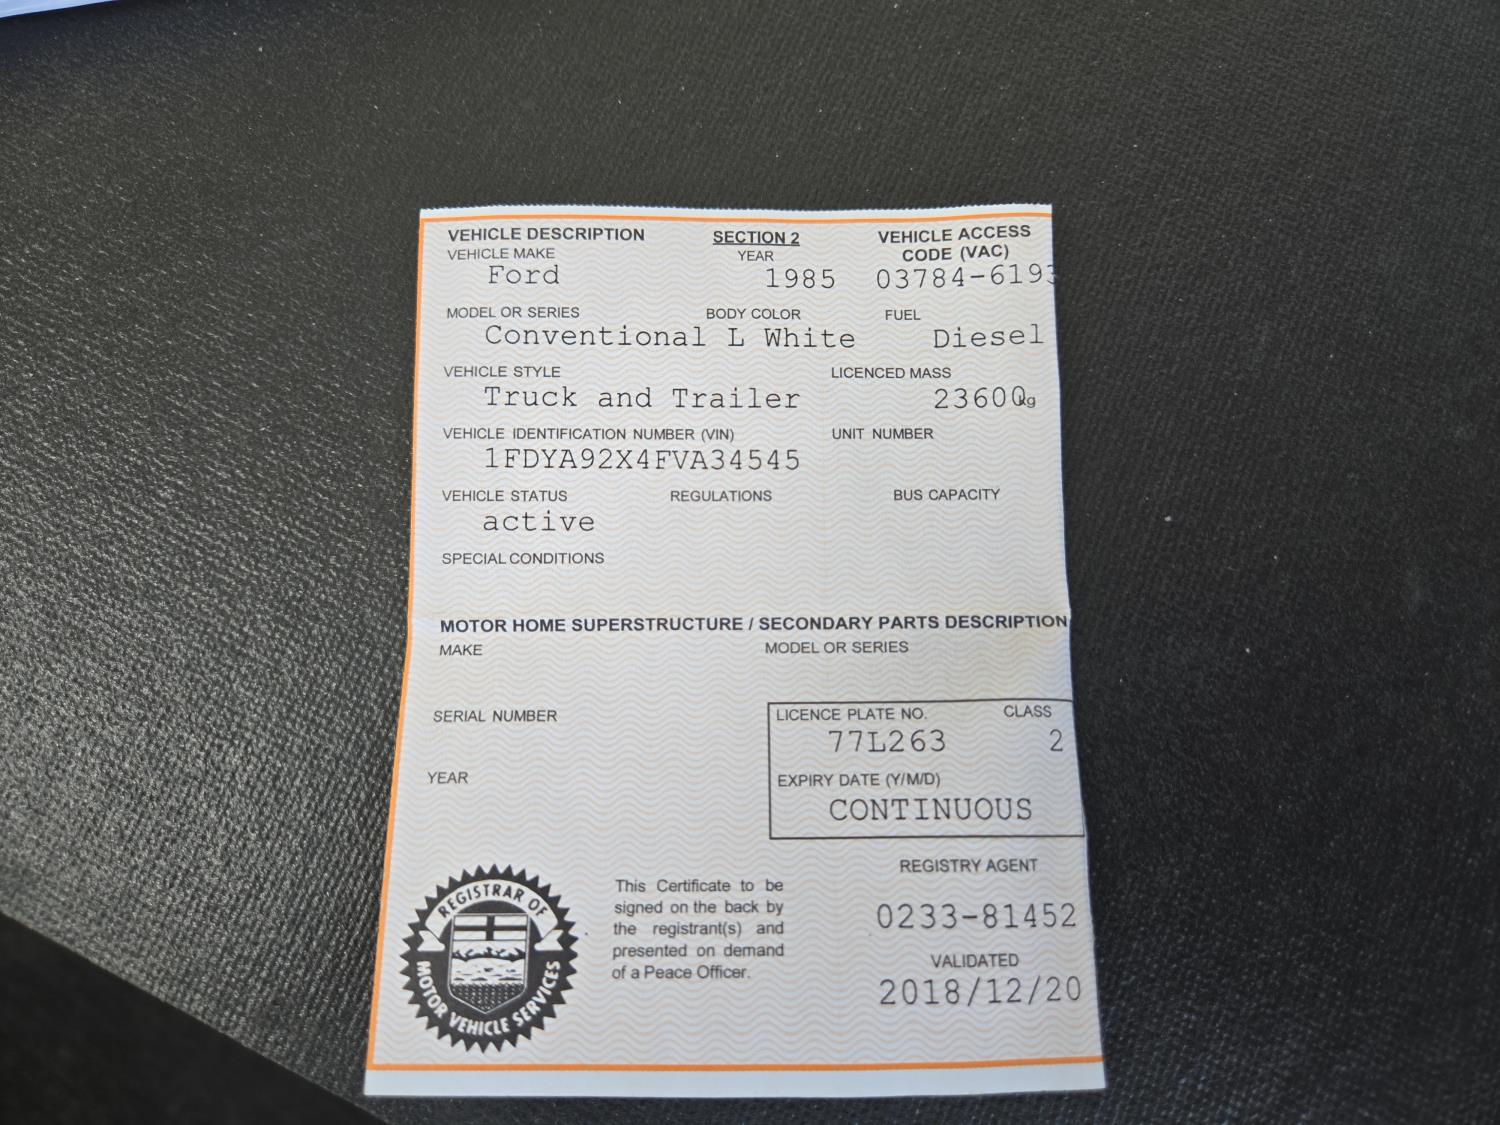 VEHICLE DESCRIPTION SECTION 2 VEHICLE ACCESS CODE (VAC)
VEHICLE MAKE YEAR
Ford 1985 03784-6193
MODEL OR SERIES BODY COLOR FUEL
Conventional L White Diesel
VEHICLE STYLE LICENCED MASS
Truck and Trailer 23600kg
VEHICLE IDENTIFICATION NUMBER (VIN) UNIT NUMBER
1FDYA92X4FVA34545
VEHICLE STATUS REGULATIONS BUS CAPACITY
active
SPECIAL CONDITIONS
MOTOR HOME SUPERSTRUCTURE / SECONDARY PARTS DESCRIPTION
MAKE MODEL OR SERIES
SERIAL NUMBER LICENCE PLATE NO. CLASS
77L263 2
YEAR EXPIRY DATE (Y/M/D)
CONTINUOUS
REGISTRAR OF
MOTOR VEHICLE SERVICES
This Certificate to be
signed on the back by
the registrant(s) and
presented on demand
of a Peace Officer.
REGISTRY AGENT
0233-81452
VALIDATED
2018/12/20